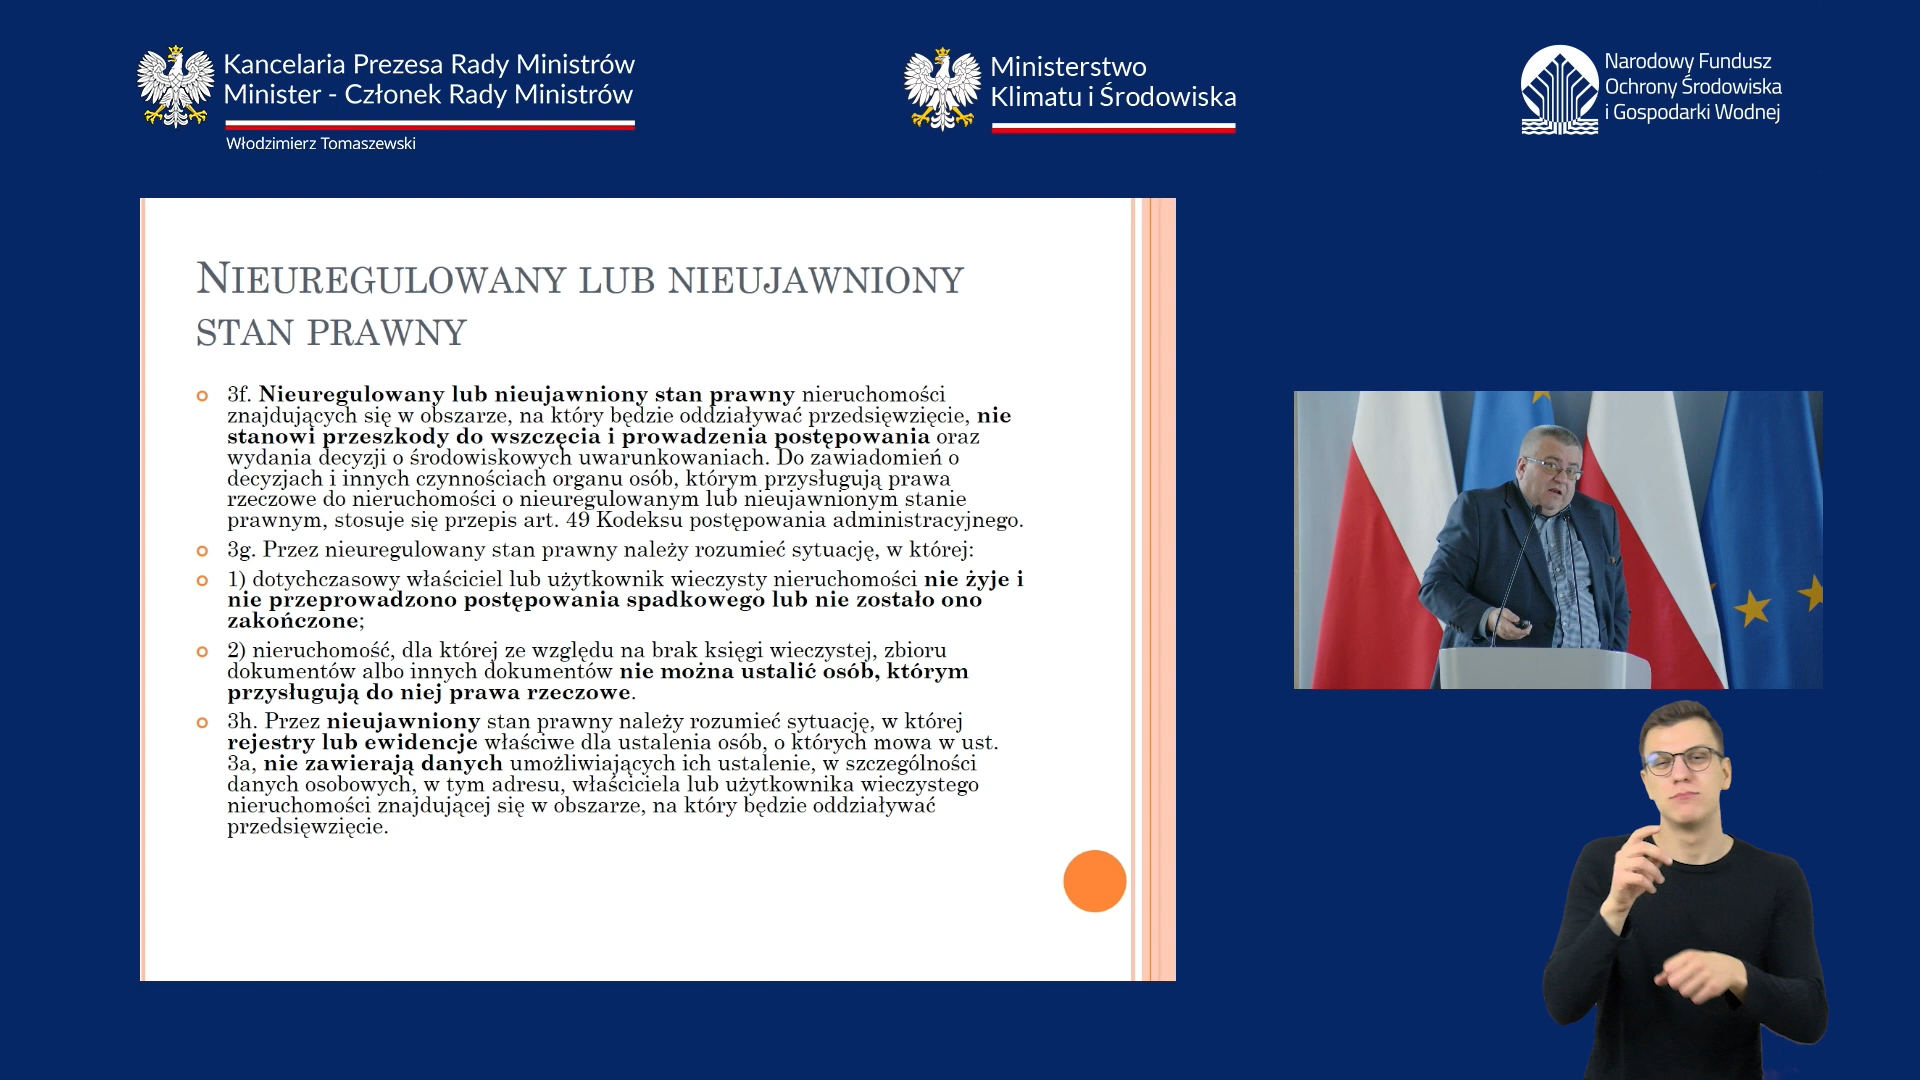 Kancelaria Prezesa Rady Ministrów
Minister - Członek Rady Ministrów
Włodzimierz Tomaszewski
Ministerstwo
Klimatu i Środowiska
Narodowy Fundusz
Ochrony Środowiska
i Gospodarki Wodnej
NIEUREGULOWANY LUB NIEUJAWNIONY
STAN PRAWNY
3f. Nieuregulowany lub nieujawniony stan prawny nieruchomości
znajdujących się w obszarze, na który będzie oddziaływać przedsięwzięcie, nie
stanowi przeszkody do wszczęcia i prowadzenia postępowania oraz
wydania decyzji o środowiskowych uwarunkowaniach. Do zawiadomień o
decyzjach i innych czynnościach organu osób, którym przysługują prawa
rzeczowe do nieruchomości o nieuregulowanym lub nieujawnionym stanie
prawnym, stosuje się przepis art. 49 Kodeksu postępowania administracyjnego.
3g. Przez nieuregulowany stan prawny należy rozumieć sytuację, w której:
1) dotychczasowy właściciel lub użytkownik wieczysty nieruchomości nie żyje i
nie przeprowadzono postępowania spadkowego lub nie zostało ono
zakończone;
2) nieruchomość, dla której ze względu na brak księgi wieczystej, zbioru
dokumentów albo innych dokumentów nie można ustalić osób, którym
przysługują do niej prawa rzeczowe.
3h. Przez nieujawniony stan prawny należy rozumieć sytuację, w której
rejestry lub ewidencje właściwe dla ustalenia osób, o których mowa w ust.
3a, nie zawierają danych umożliwiających ich ustalenie, w szczególności
danych osobowych, w tym adresu, właściciela lub użytkownika wieczystego
nieruchomości znajdującej się w obszarze, na który będzie oddziaływać
przedsięwzięcie.